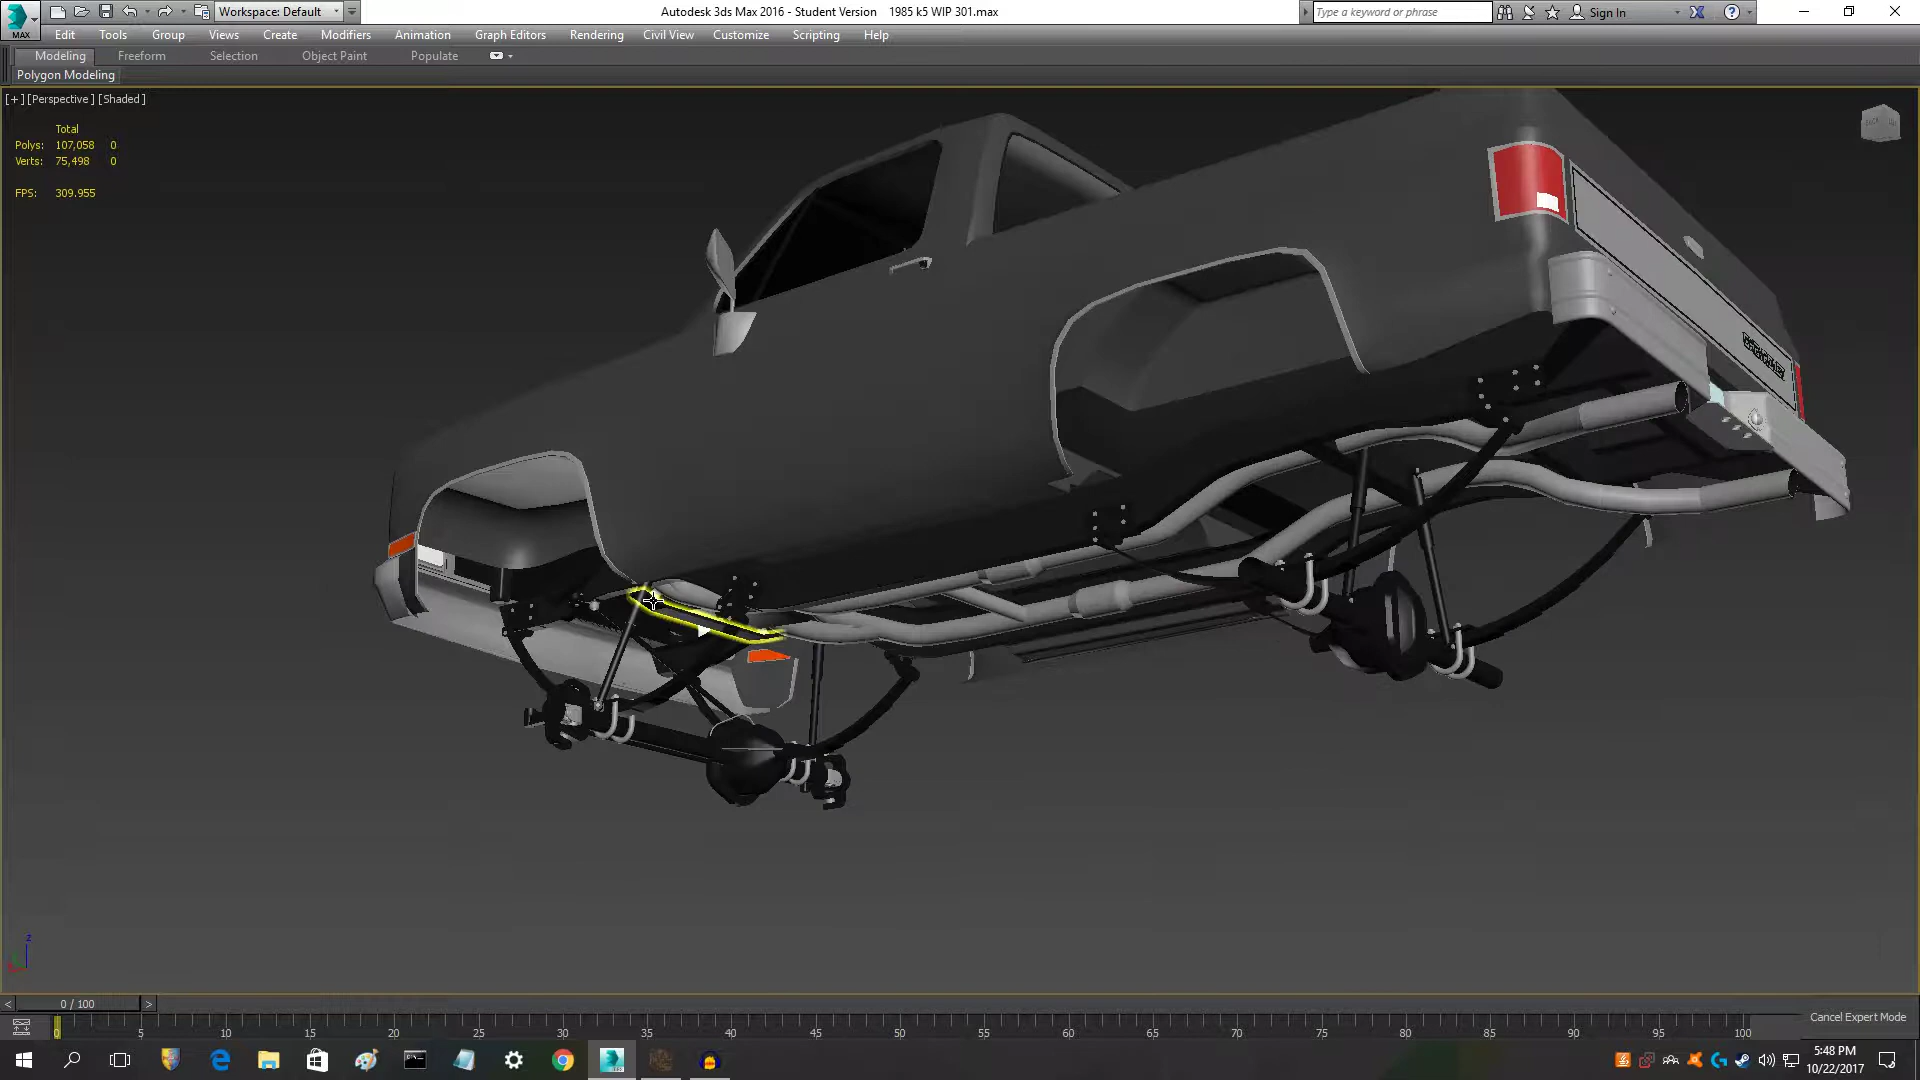 MAX
Workspace: Default
Autodesk 3ds Max 2016 - Student Version    1985 k5 WIP 301.max
Type a keyword or phrase
Sign In
Edit Tools Group Views Create Modifiers Animation Graph Editors Rendering Civil View Customize Scripting Help
Modeling Freeform Selection Object Paint Populate
Polygon Modeling
[+] [Perspective ] [Shaded ]
Total
Polys: 107,058 0
Verts: 75,498 0
FPS: 309.955
z
< 0 / 100 >
0 5 10 15 20 25 30 35 40 45 50 55 60 65 70 75 80 85 90 95 100
Cancel Expert Mode
5:48 PM
10/22/2017